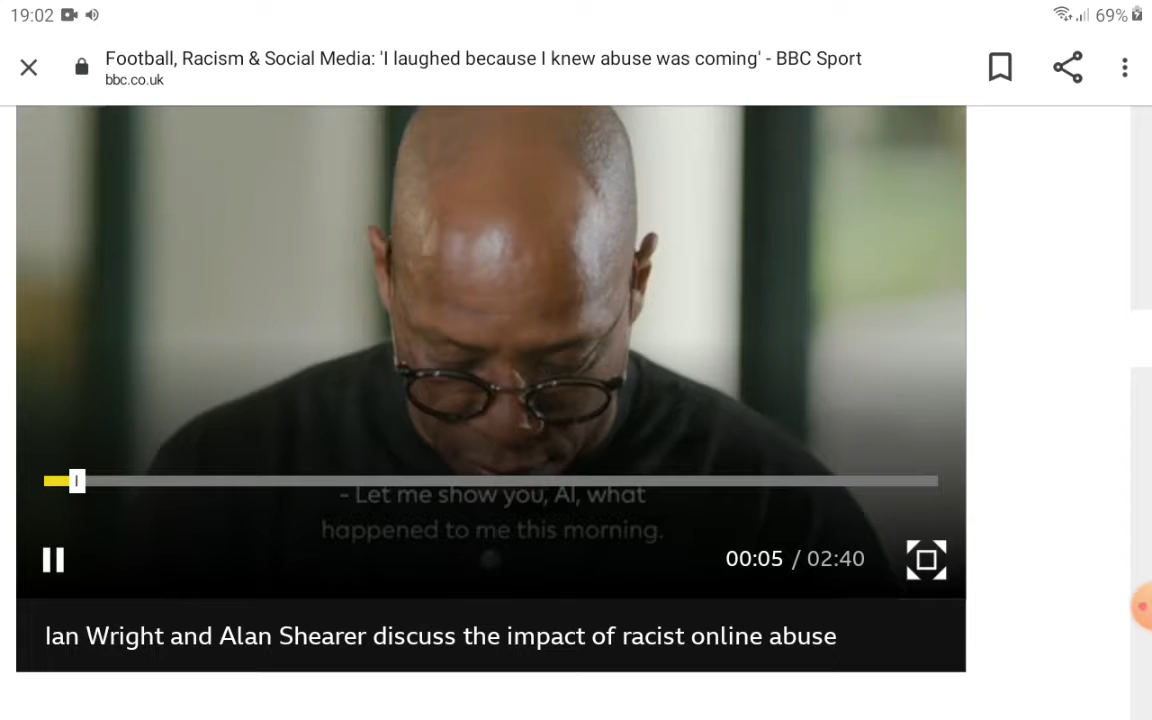 19:02
69%
Football, Racism & Social Media: 'I laughed because I knew abuse was coming' - BBC Sport
bbc.co.uk
- Let me show you, Al, what
happened to me this morning.
00:05 / 02:40
Ian Wright and Alan Shearer discuss the impact of racist online abuse